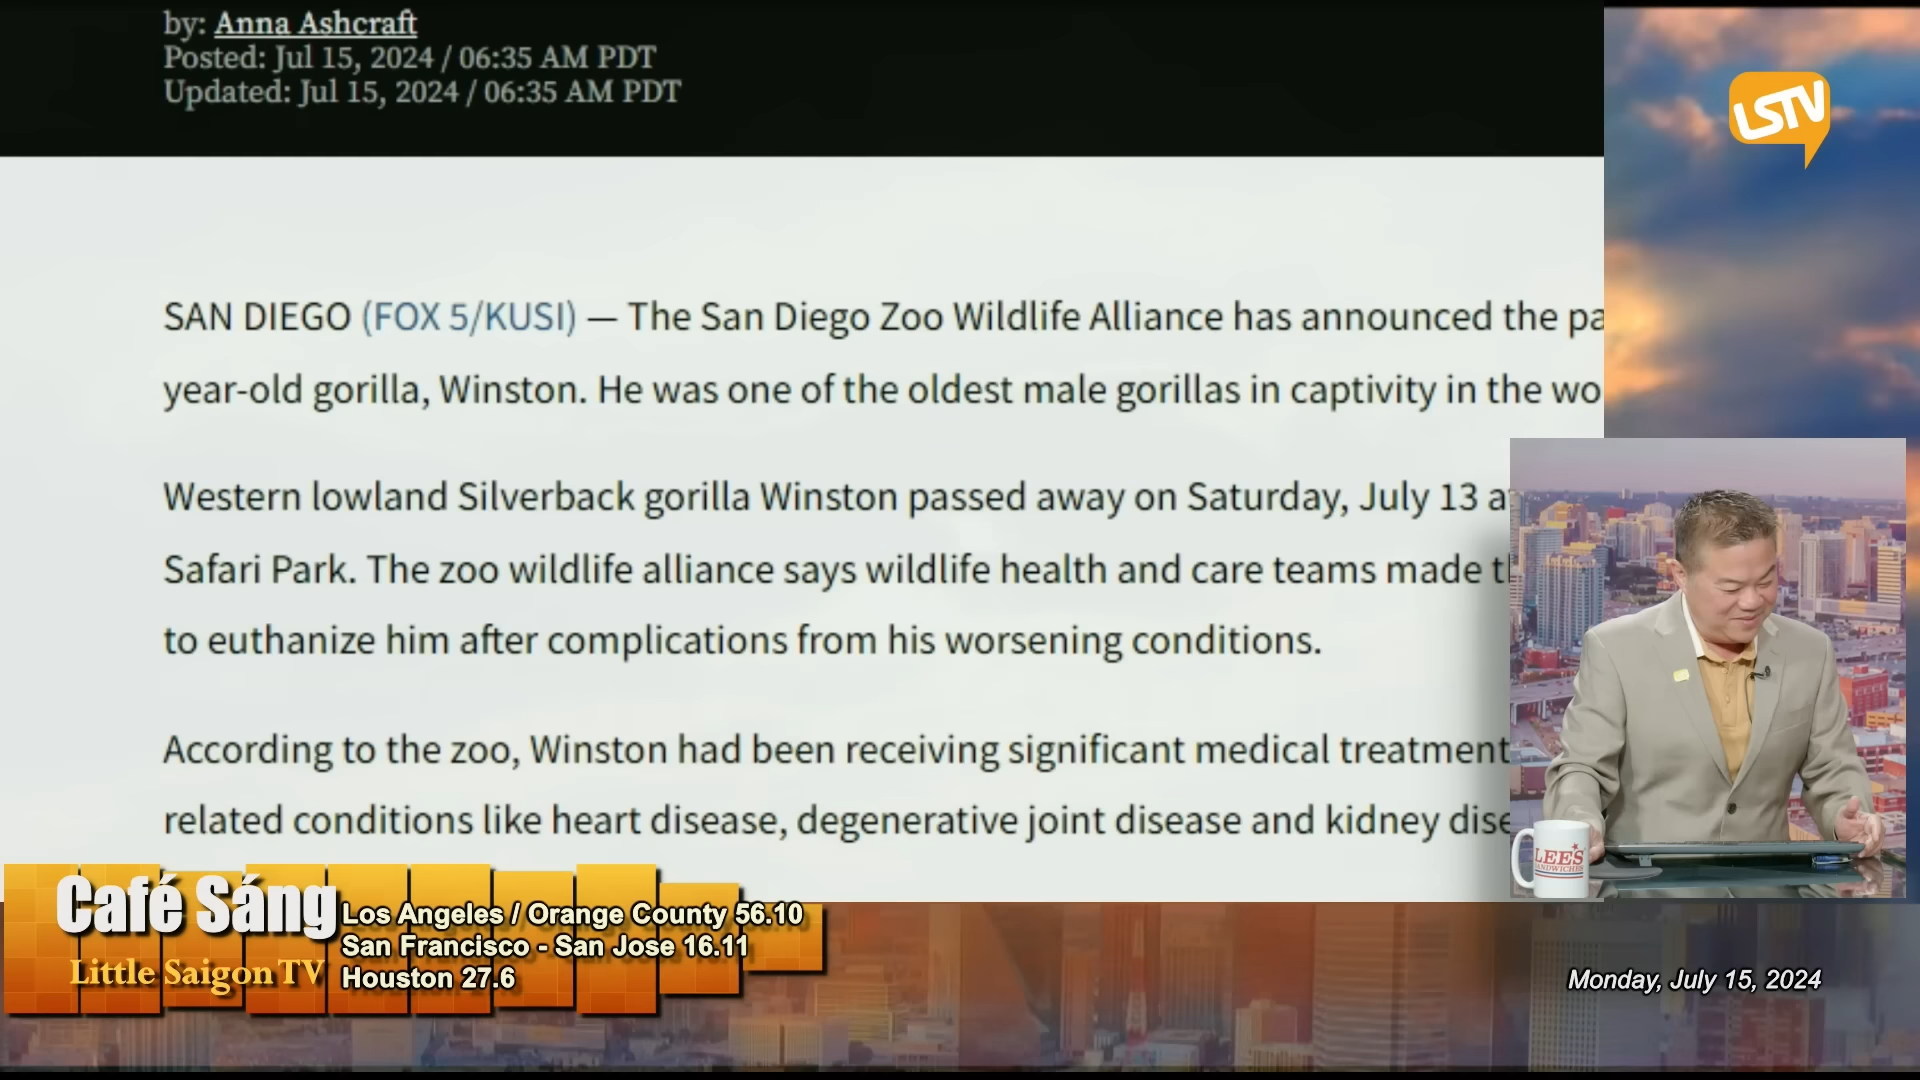 by: Anna Ashcraft
Posted: Jul 15, 2024 / 06:35 AM PDT
Updated: Jul 15, 2024 / 06:35 AM PDT
LSTV
SAN DIEGO (FOX 5/KUSI) — The San Diego Zoo Wildlife Alliance has announced the pa
year-old gorilla, Winston. He was one of the oldest male gorillas in captivity in the wo
Western lowland Silverback gorilla Winston passed away on Saturday, July 13 a
Safari Park. The zoo wildlife alliance says wildlife health and care teams made
to euthanize him after complications from his worsening conditions.
According to the zoo, Winston had been receiving significant medical treatment
related conditions like heart disease, degenerative joint disease and kidney dise
LEE'S
SANDWICHES
Café Sáng
Little Saigon TV
Los Angeles / Orange County 56.10
San Francisco - San Jose 16.11
Houston 27.6
Monday, July 15, 2024